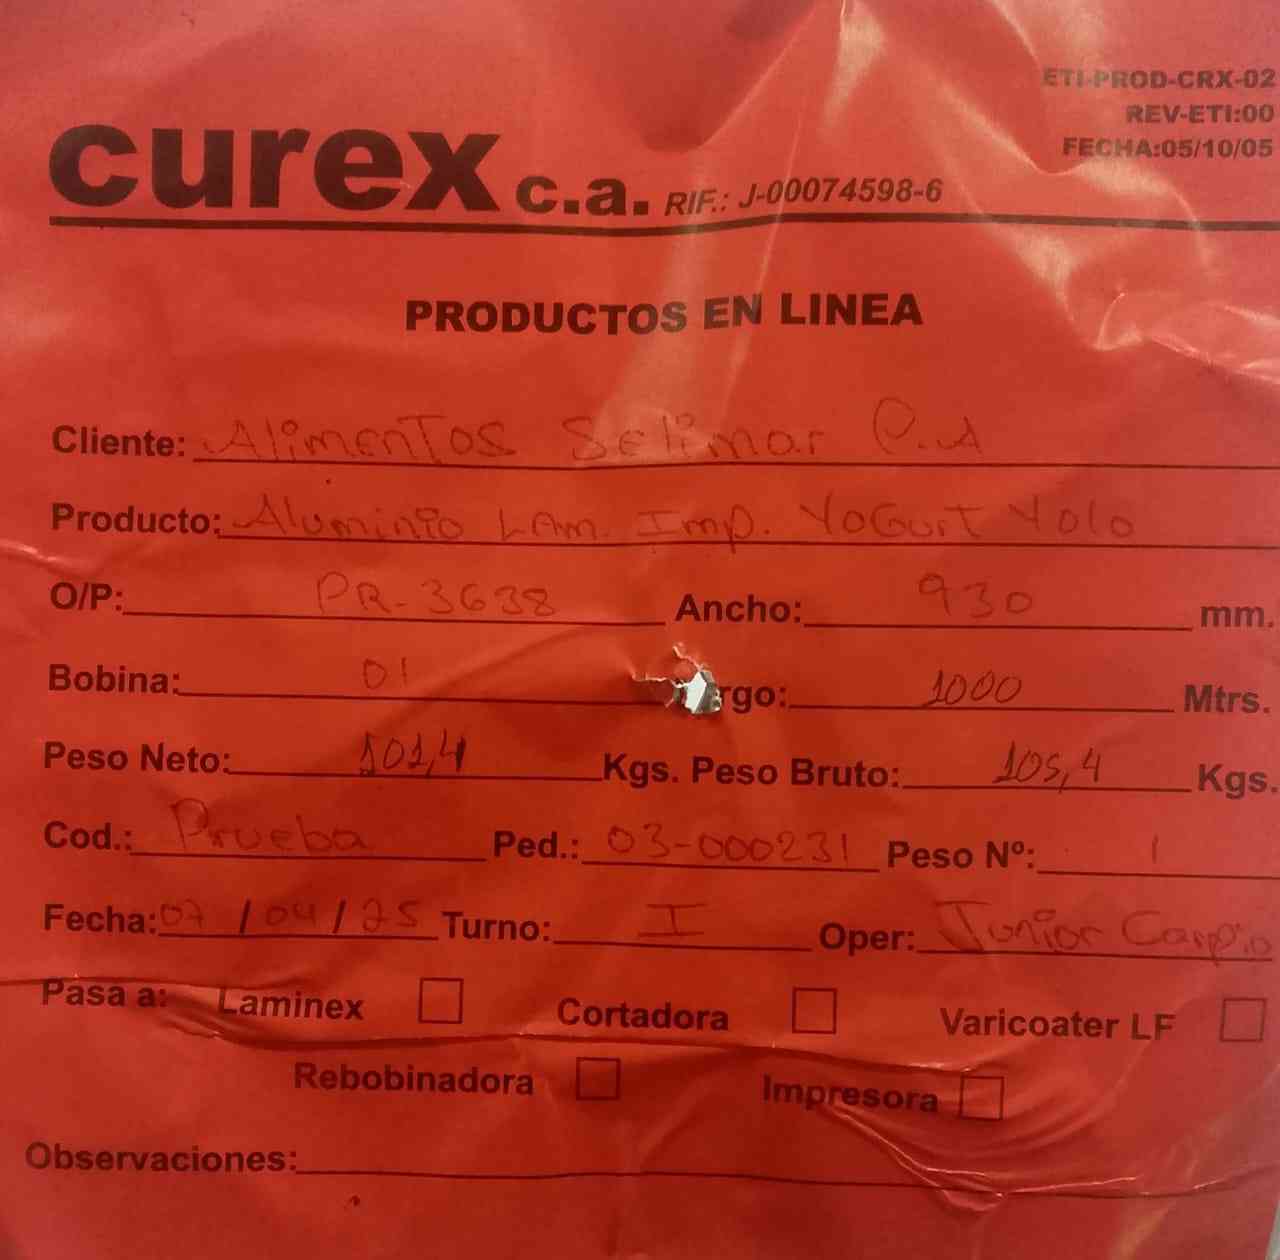 ETI-PROD-CRX-02
REV-ETI:00
FECHA:05/10/05
curex c.a. RIF.: J-00074598-6
PRODUCTOS EN LINEA
Cliente: Alimentos Selimar C.A
Producto: Aluminio Lam. Imp. Yogurt Yolo
O/P: PR-3638 Ancho: 930 mm.
Bobina: 01 rgo: 1000 Mtrs.
Peso Neto: 101,4 Kgs. Peso Bruto: 105,4 Kgs.
Cod.: Prueba Ped.: 03-000231 Peso Nº: 1
Fecha: 07/04/25 Turno: I Oper: Junior Carpio
Pasa a: Laminex Cortadora Varicoater LF
Rebobinadora Impresora
Observaciones: